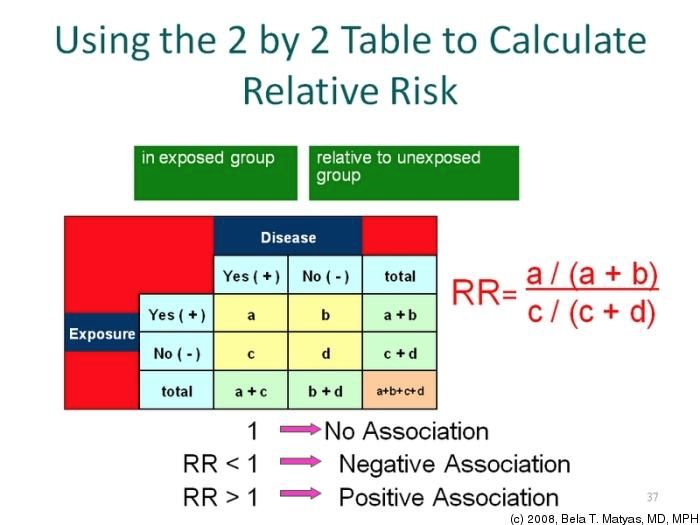 Using the 2 by 2 Table to Calculate
Relative Risk
in exposed group
relative to unexposed
group
Disease
Yes ( + ) No ( - ) total
Exposure
Yes ( + ) a b a + b
No ( - ) c d c + d
total a + c b + d a+b+c+d
RR= a / (a + b)
c / (c + d)
1 No Association
RR < 1 Negative Association
RR > 1 Positive Association
37
(c) 2008, Bela T. Matyas, MD, MPH